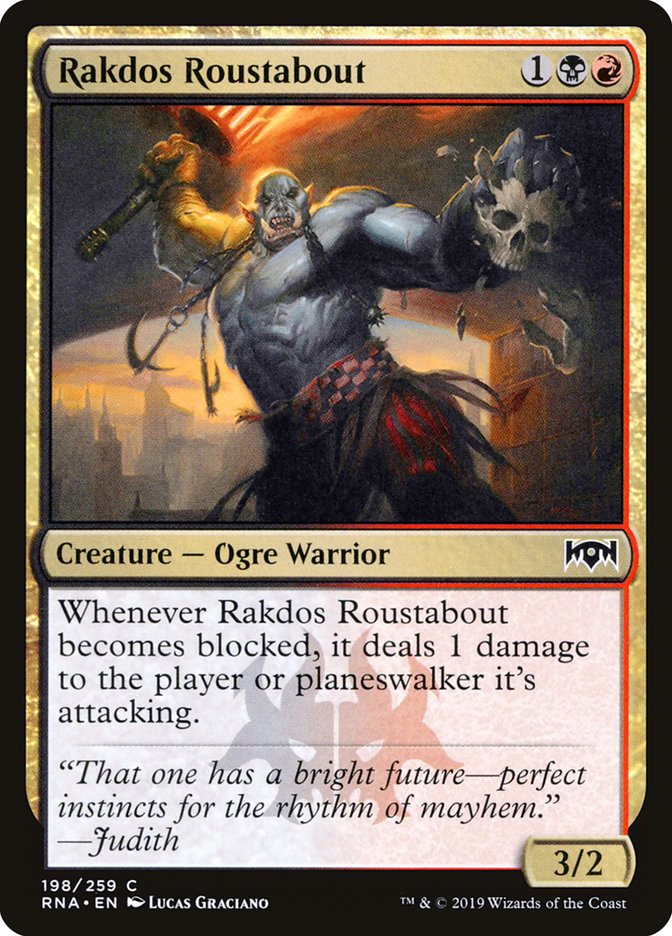 Rakdos Roustabout 1
Creature — Ogre Warrior
Whenever Rakdos Roustabout
becomes blocked, it deals 1 damage
to the player or planeswalker it's
attacking.
“That one has a bright future—perfect
instincts for the rhythm of mayhem.”
—Judith
3/2
198/259 C
RNA • EN Lucas Graciano
™ & © 2019 Wizards of the Coast